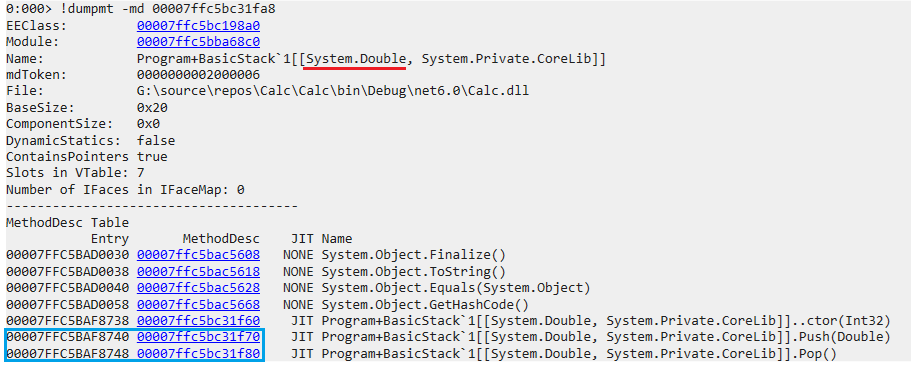 0:000> !dumpmt -md 00007ffc5bc31fa8
EEClass: 00007ffc5bc198a0
Module: 00007ffc5bba68c0
Name: Program+BasicStack`1[[System.Double, System.Private.CoreLib]]
mdToken: 0000000002000006
File: G:\source\repos\Calc\Calc\bin\Debug\net6.0\Calc.dll
BaseSize: 0x20
ComponentSize: 0x0
DynamicStatics: false
ContainsPointers true
Slots in VTable: 7
Number of IFaces in IFaceMap: 0
--------------------------------------
MethodDesc Table
Entry MethodDesc JIT Name
00007FFC5BAD0030 00007ffc5bac5608 NONE System.Object.Finalize()
00007FFC5BAD0038 00007ffc5bac5618 NONE System.Object.ToString()
00007FFC5BAD0040 00007ffc5bac5628 NONE System.Object.Equals(System.Object)
00007FFC5BAD0058 00007ffc5bac5668 NONE System.Object.GetHashCode()
00007FFC5BAF8738 00007ffc5bc31f60 JIT Program+BasicStack`1[[System.Double, System.Private.CoreLib]]..ctor(Int32)
00007FFC5BAF8740 00007ffc5bc31f70 JIT Program+BasicStack`1[[System.Double, System.Private.CoreLib]].Push(Double)
00007FFC5BAF8748 00007ffc5bc31f80 JIT Program+BasicStack`1[[System.Double, System.Private.CoreLib]].Pop()